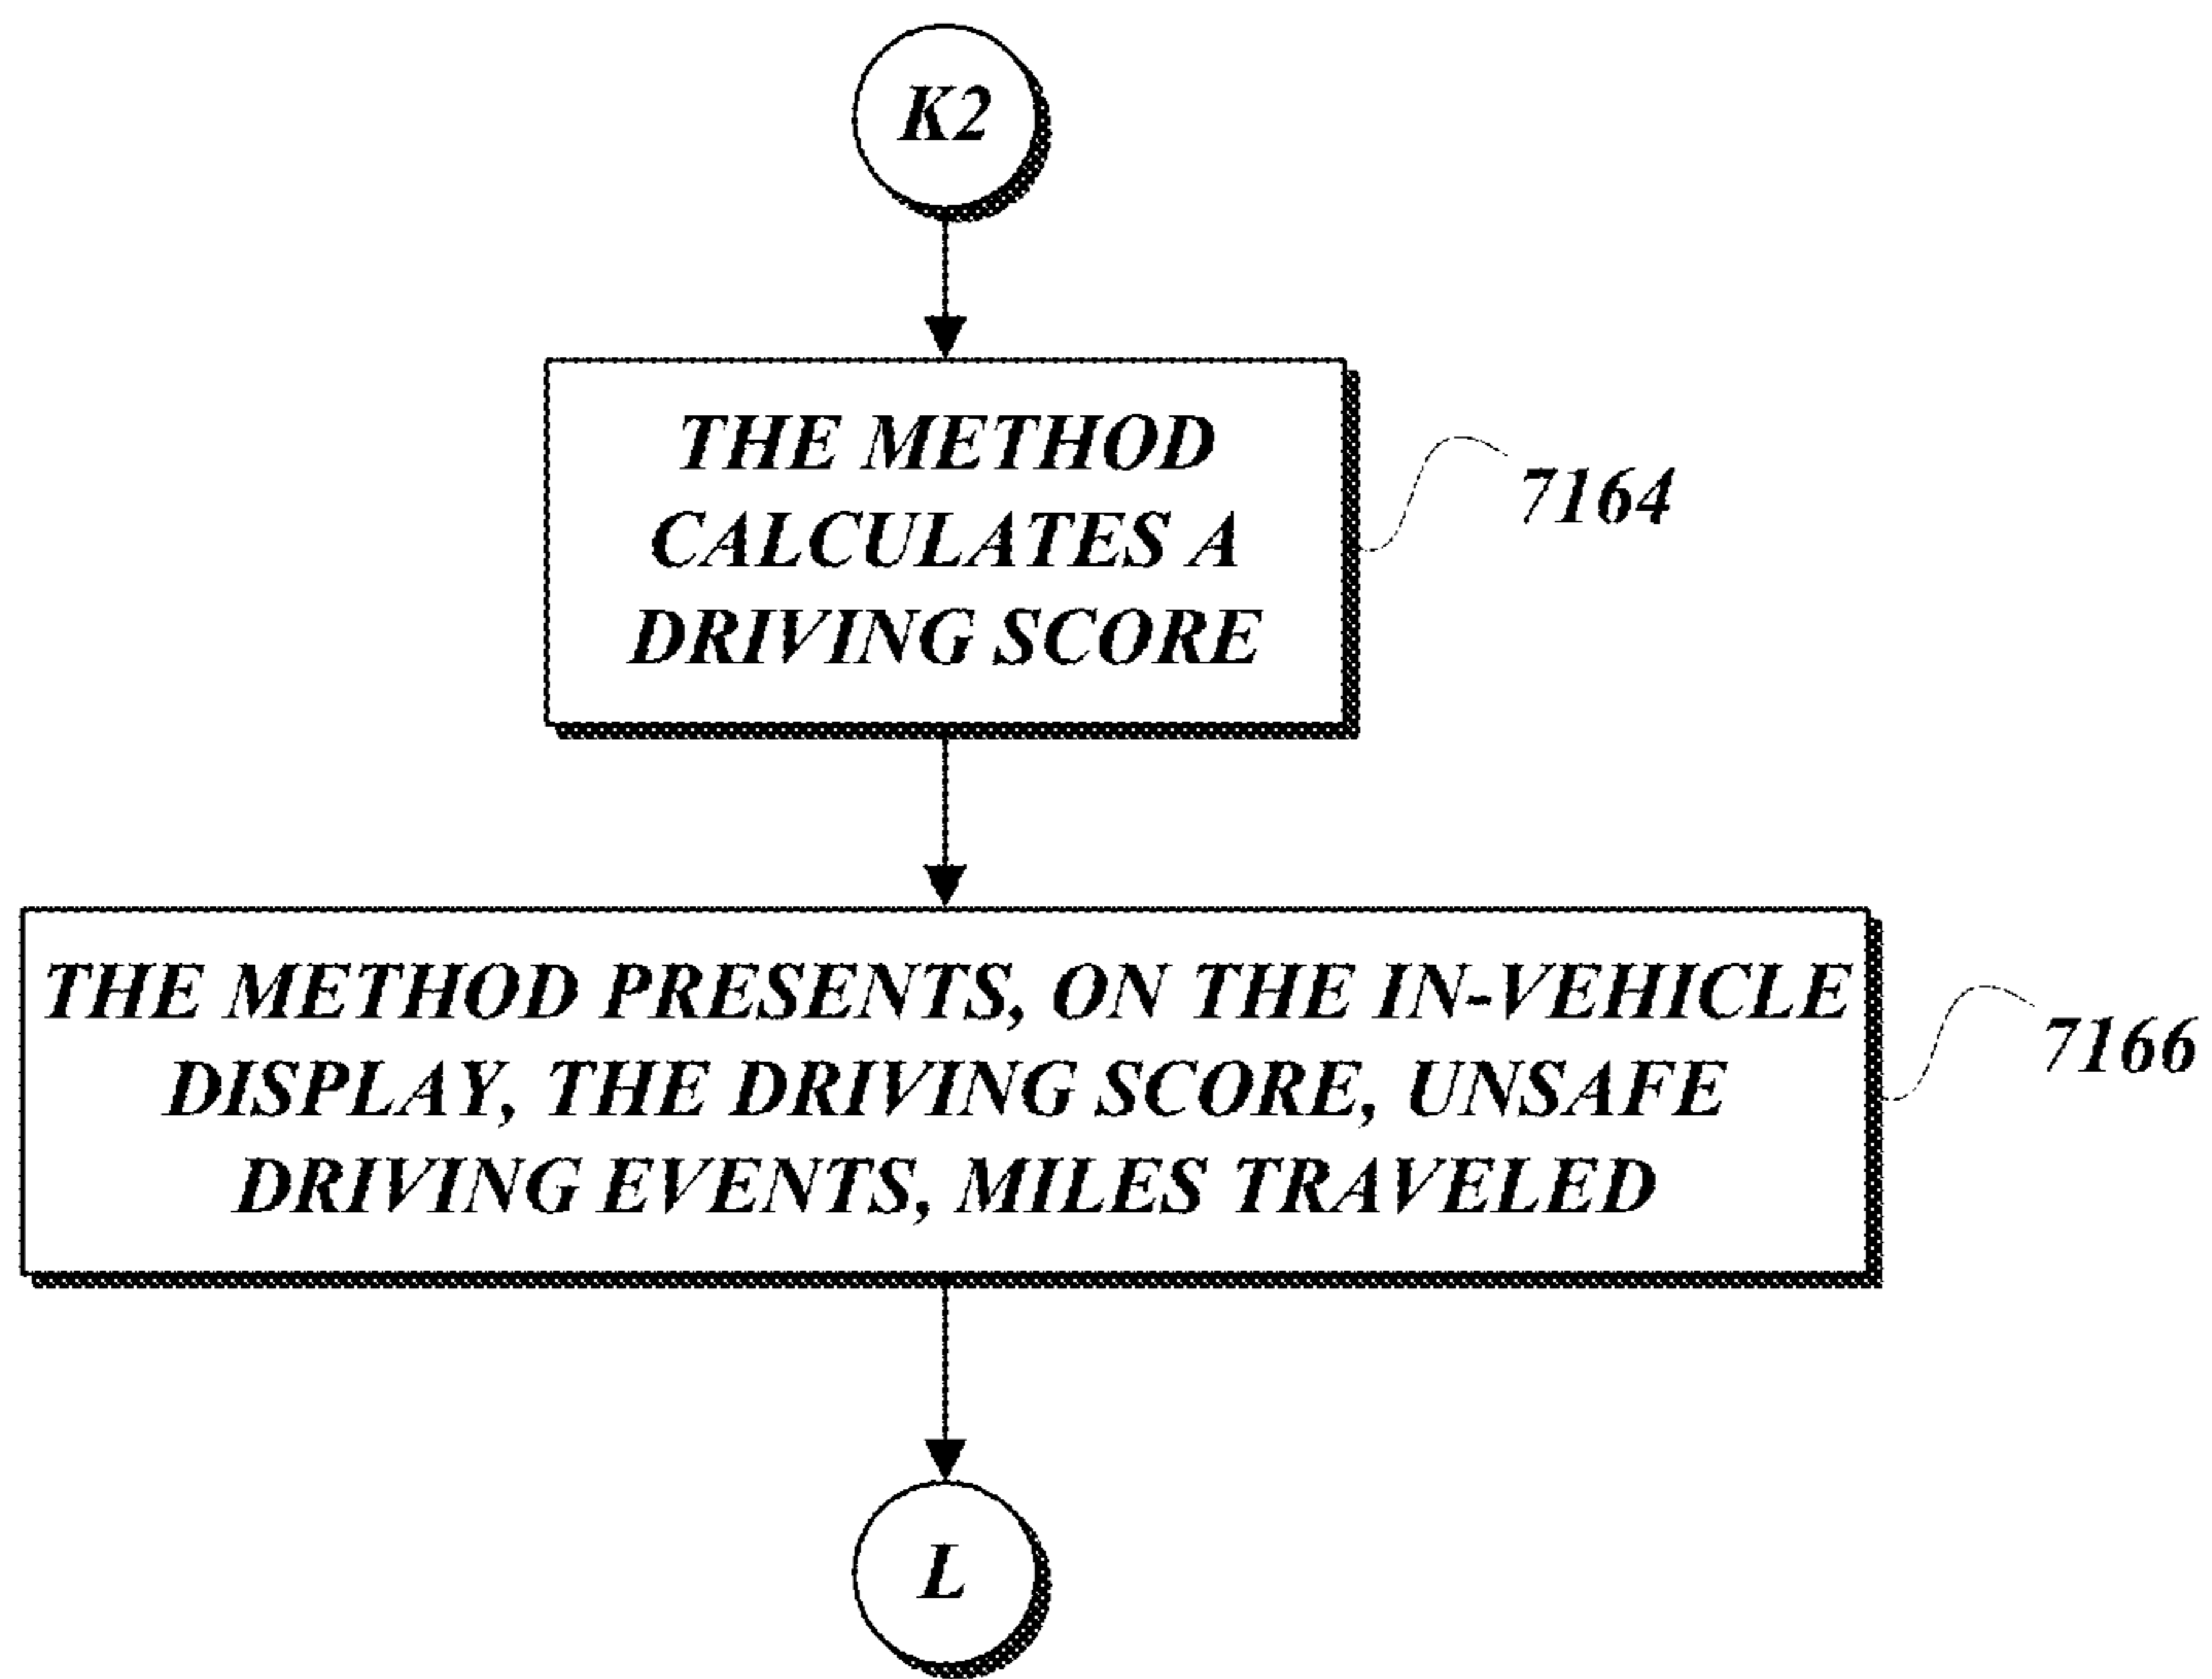 K2
THE METHOD
CALCULATES A
DRIVING SCORE
7164
THE METHOD PRESENTS, ON THE IN-VEHICLE
DISPLAY, THE DRIVING SCORE, UNSAFE
DRIVING EVENTS, MILES TRAVELED
7166
L